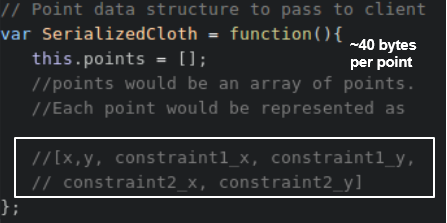 // Point data structure to pass to client
var SerializedCloth = function(){
this.points = [];
~40 bytes
per point
//points would be an array of points.
//Each point would be represented as
//[x,y, constraint1_x, constraint1_y,
// constraint2_x, constraint2_y]
};